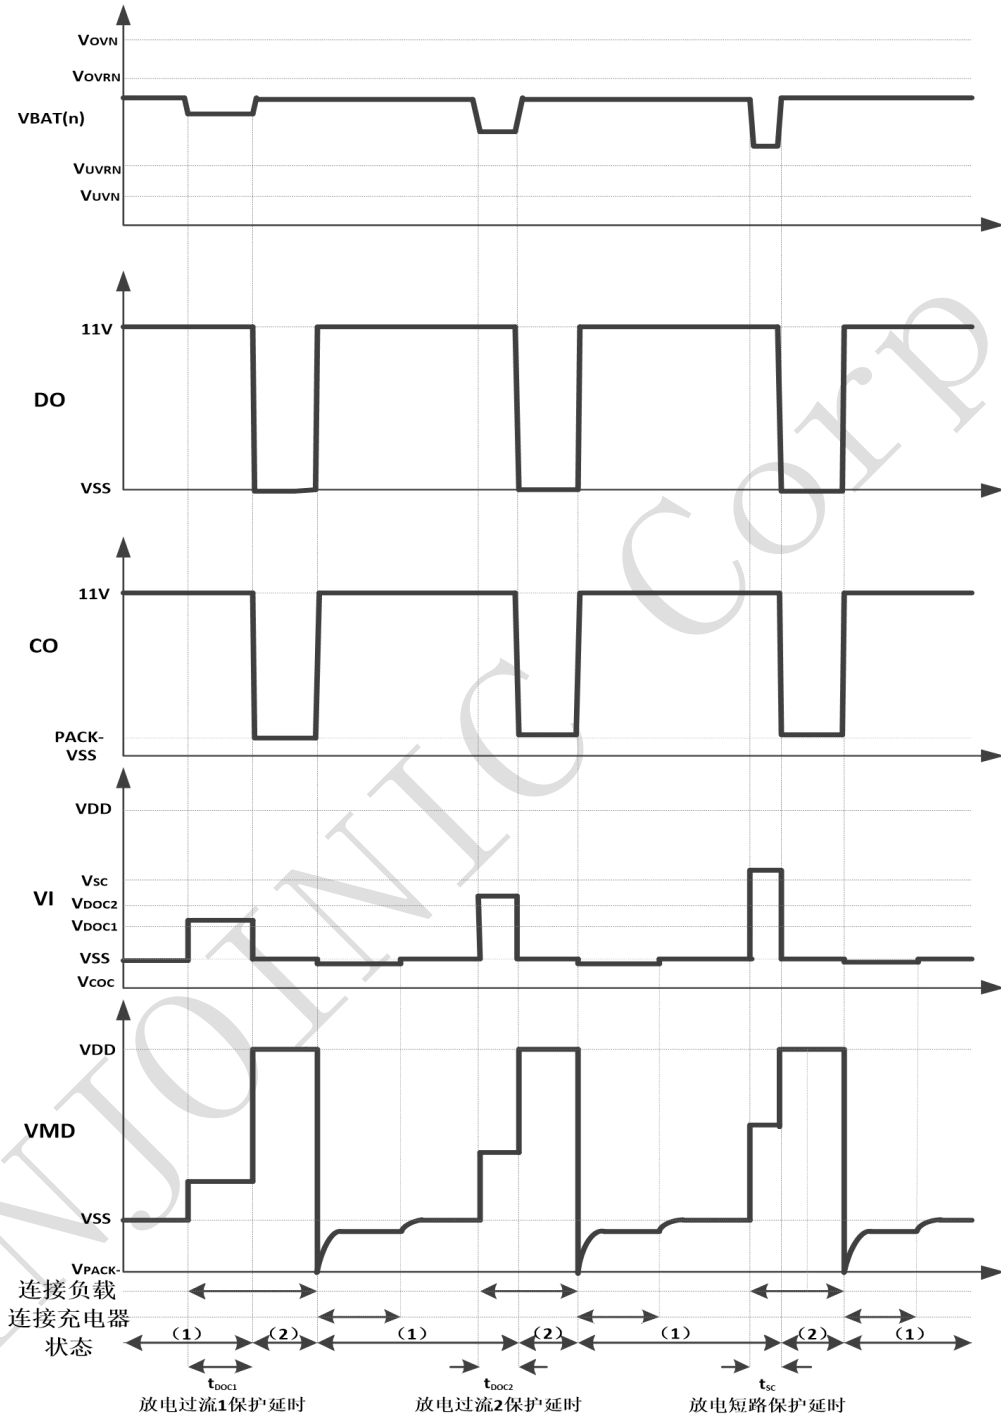 VOVN
VOVRN
VBAT(n)
VUVRN
VUVN
11V
DO
VSS
11V
CO
PACK-
VSS
VDD
VSC
VI
VDOC2
VDOC1
VSS
VCOC
VDD
VMD
VSS
VPACK-
连接负载
连接充电器
状态
（1） （2） （1） （2） （1） （2） （1）
tDOC1 tDOC2 tSC
放电过流1保护延时 放电过流2保护延时 放电短路保护延时
NJOINIC Corp